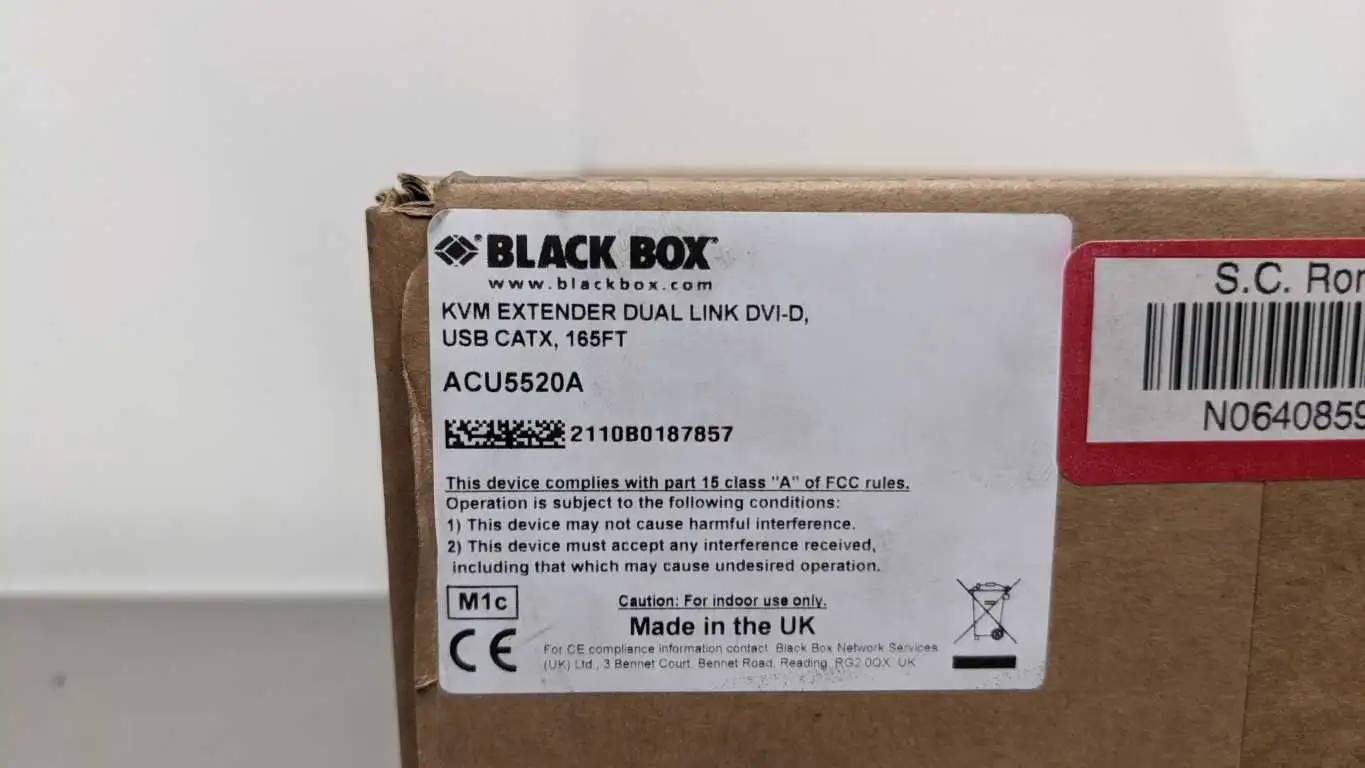 BLACK BOX®
www.blackbox.com
KVM EXTENDER DUAL LINK DVI-D,
USB CATX, 165FT
ACU5520A
2110B0187857
This device complies with part 15 class "A" of FCC rules.
Operation is subject to the following conditions:
1) This device may not cause harmful interference.
2) This device must accept any interference received,
including that which may cause undesired operation.
M1c
Caution: For indoor use only.
Made in the UK
CE
For CE compliance information contact Black Box Network Services
(UK) Ltd., 3 Bennet Court, Bennet Road, Reading, RG2 0QX, UK
S.C. Ror
N0640859